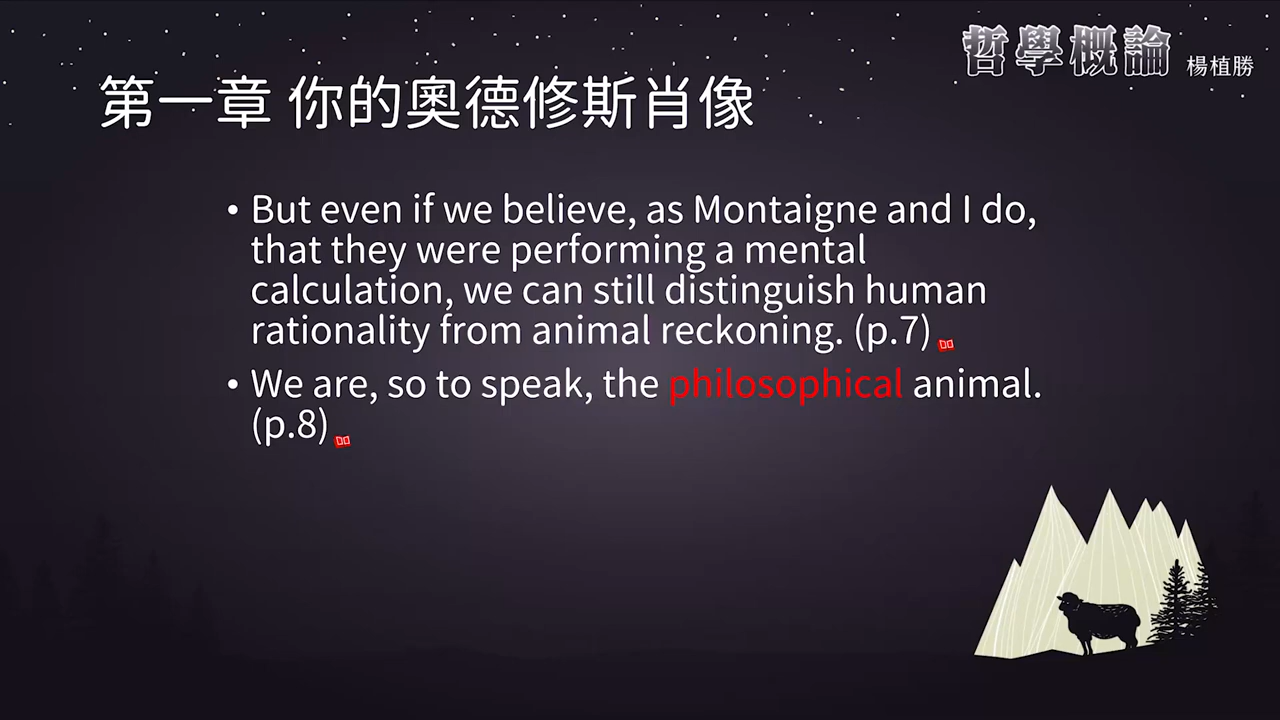 哲學概論 楊植勝
第一章 你的奧德修斯肖像
• But even if we believe, as Montaigne and I do,
that they were performing a mental
calculation, we can still distinguish human
rationality from animal reckoning. (p.7)
• We are, so to speak, the philosophical animal.
(p.8)